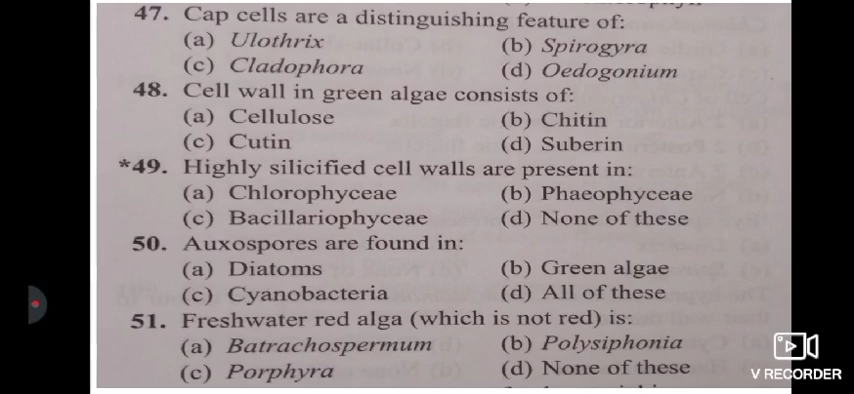 47. Cap cells are a distinguishing feature of:
(a) Ulothrix (b) Spirogyra
(c) Cladophora (d) Oedogonium
48. Cell wall in green algae consists of:
(a) Cellulose (b) Chitin
(c) Cutin (d) Suberin
*49. Highly silicified cell walls are present in:
(a) Chlorophyceae (b) Phaeophyceae
(c) Bacillariophyceae (d) None of these
50. Auxospores are found in:
(a) Diatoms (b) Green algae
(c) Cyanobacteria (d) All of these
51. Freshwater red alga (which is not red) is:
(a) Batrachospermum (b) Polysiphonia
(c) Porphyra (d) None of these
V RECORDER